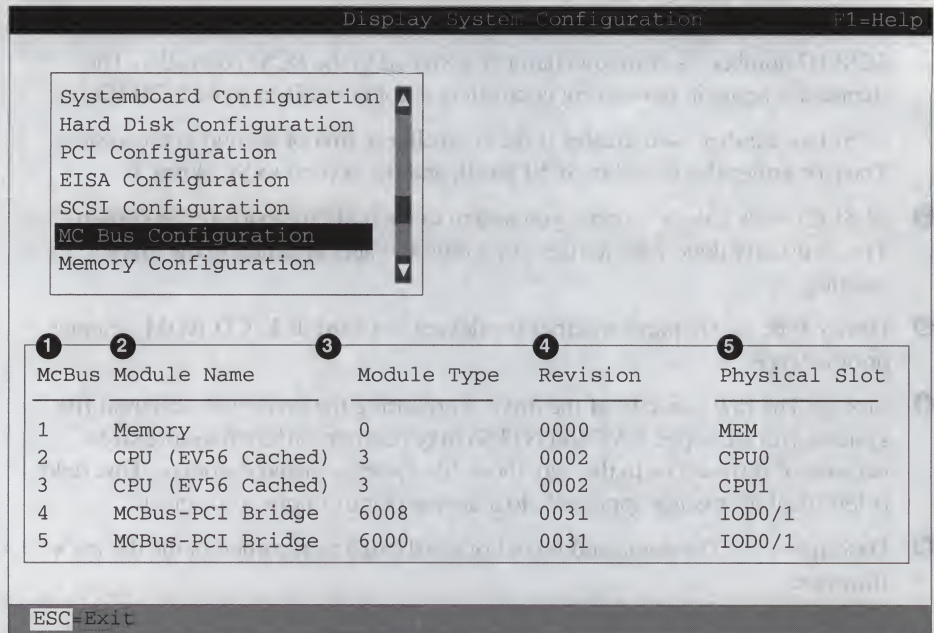 Display System Configuration F1=Help
Systemboard Configuration
Hard Disk Configuration
PCI Configuration
EISA Configuration
SCSI Configuration
MC Bus Configuration
Memory Configuration
1 2 3 4 5
McBus Module Name Module Type Revision Physical Slot
1 Memory 0 0000 MEM
2 CPU (EV56 Cached) 3 0002 CPU0
3 CPU (EV56 Cached) 3 0002 CPU1
4 MCBus-PCI Bridge 6008 0031 IOD0/1
5 MCBus-PCI Bridge 6000 0031 IOD0/1
ESC=Exit